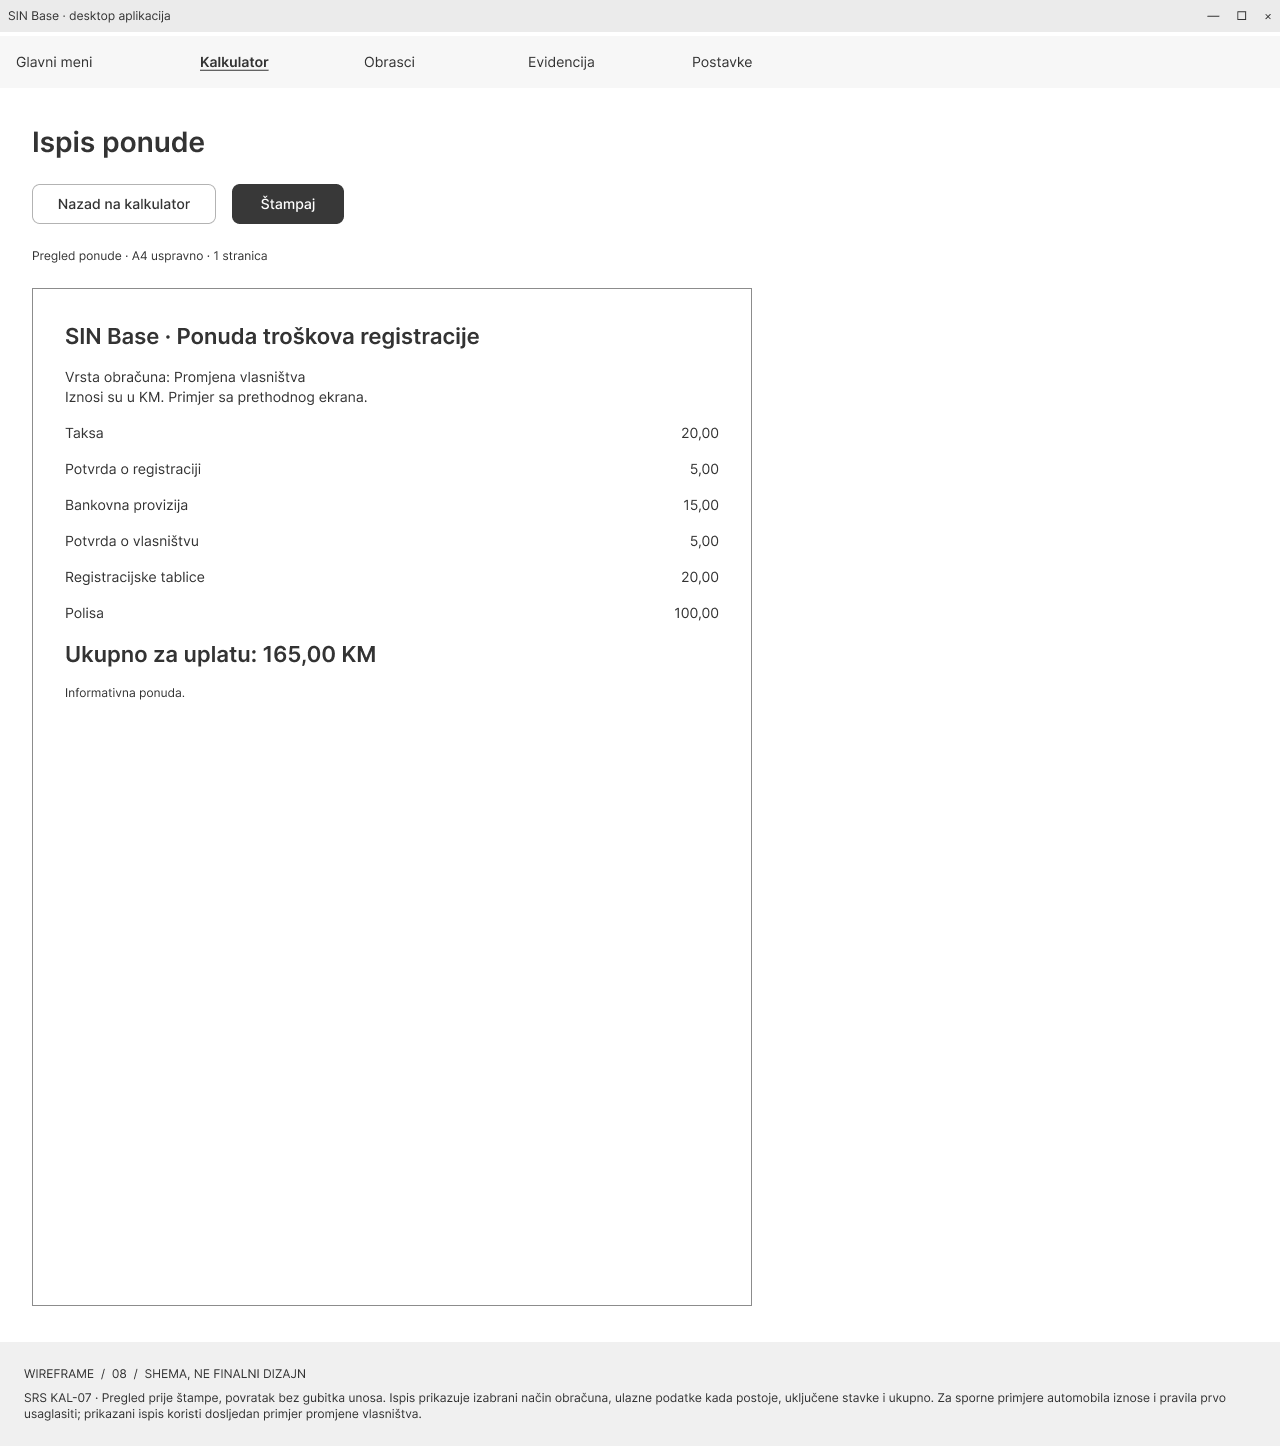 SIN Base · desktop aplikacija
Glavni meni Kalkulator Obrasci Evidencija Postavke
Ispis ponude
Nazad na kalkulator Štampaj
Pregled ponude · A4 uspravno · 1 stranica
SIN Base · Ponuda troškova registracije
Vrsta obračuna: Promjena vlasništva
Iznosi su u KM. Primjer sa prethodnog ekrana.
Taksa 20,00
Potvrda o registraciji 5,00
Bankovna provizija 15,00
Potvrda o vlasništvu 5,00
Registracijske tablice 20,00
Polisa 100,00
Ukupno za uplatu: 165,00 KM
Informativna ponuda.
WIREFRAME / 08 / SHEMA, NE FINALNI DIZAJN
SRS KAL-07 · Pregled prije štampe, povratak bez gubitka unosa. Ispis prikazuje izabrani način obračuna, ulazne podatke kada postoje, uključene stavke i ukupno. Za sporne primjere automobila iznose i pravila prvo
usaglasiti; prikazani ispis koristi dosljedan primjer promjene vlasništva.